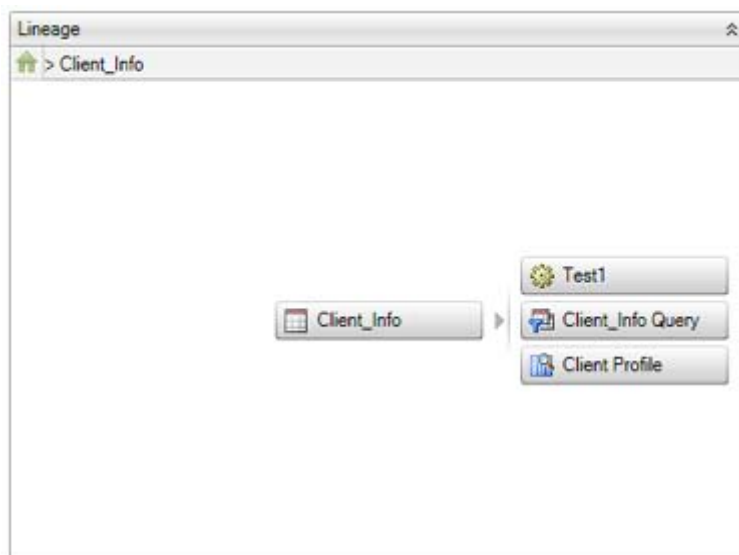 Lineage
> Client_Info
Client_Info
Test1
Client_Info Query
Client Profile